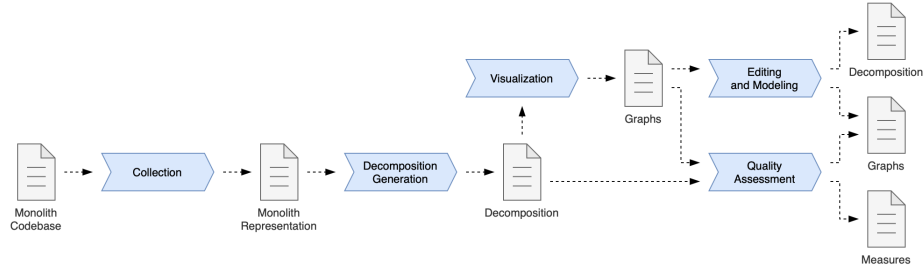 Monolith
Codebase
Collection
Monolith
Representation
Decomposition
Generation
Decomposition
Visualization
Graphs
Editing
and Modeling
Quality
Assessment
Decomposition
Graphs
Measures